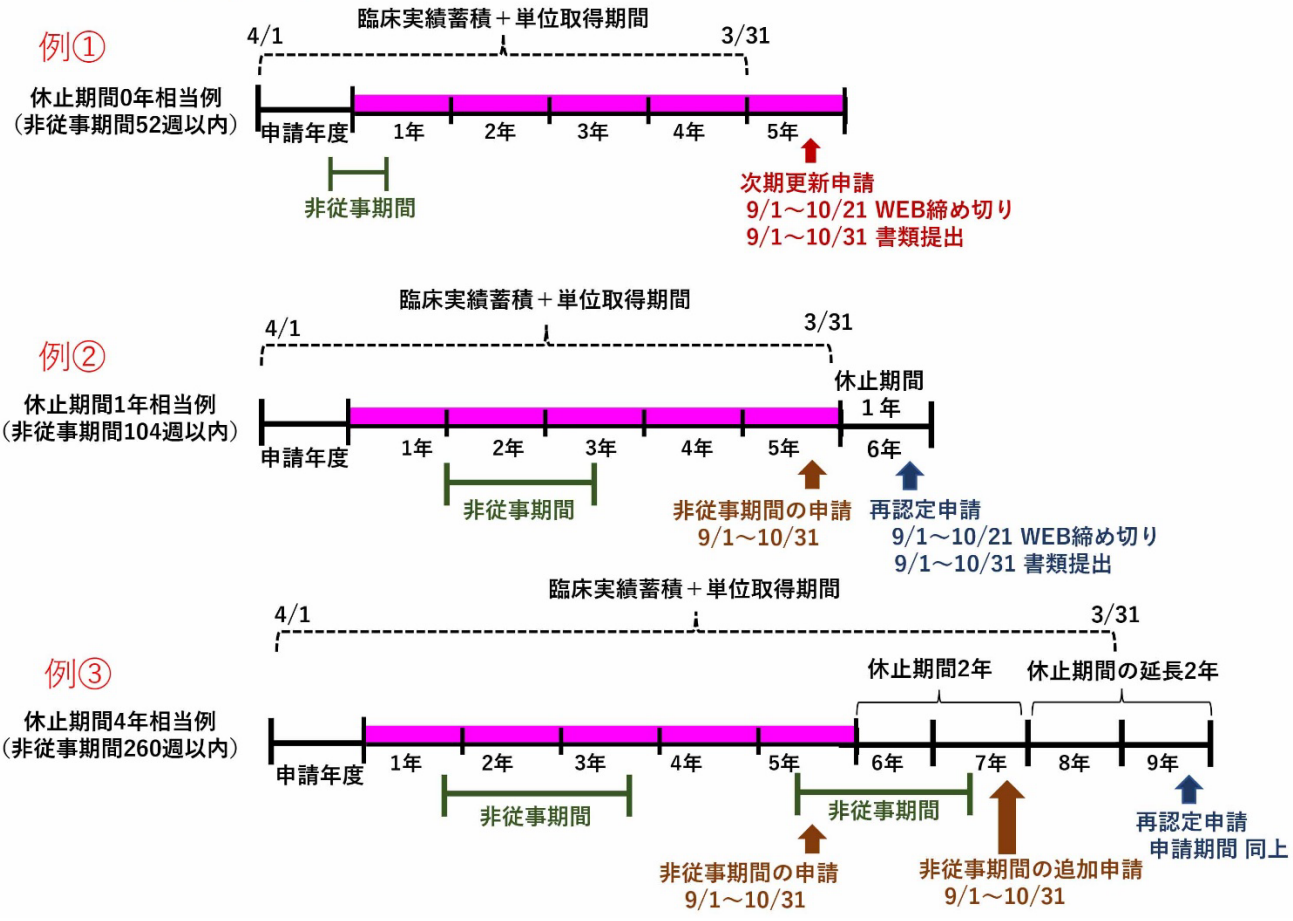 臨床実績蓄積＋単位取得期間
4/1
3/31
例①
休止期間0年相当例
（非従事期間52週以内）
申請年度
1年
2年
3年
4年
5年
非従事期間
次期更新申請
9/1～10/21 WEB締め切り
9/1～10/31 書類提出
臨床実績蓄積＋単位取得期間
4/1
3/31
例②
休止期間1年相当例
（非従事期間104週以内）
休止期間
1年
申請年度
1年
2年
3年
4年
5年
6年
非従事期間
非従事期間の申請
9/1～10/31
再認定申請
9/1～10/21 WEB締め切り
9/1～10/31 書類提出
臨床実績蓄積＋単位取得期間
4/1
3/31
例③
休止期間4年相当例
（非従事期間260週以内）
休止期間2年
休止期間の延長2年
申請年度
1年
2年
3年
4年
5年
6年
7年
8年
9年
非従事期間
非従事期間
非従事期間の申請
9/1～10/31
非従事期間の追加申請
9/1～10/31
再認定申請
申請期間 同上